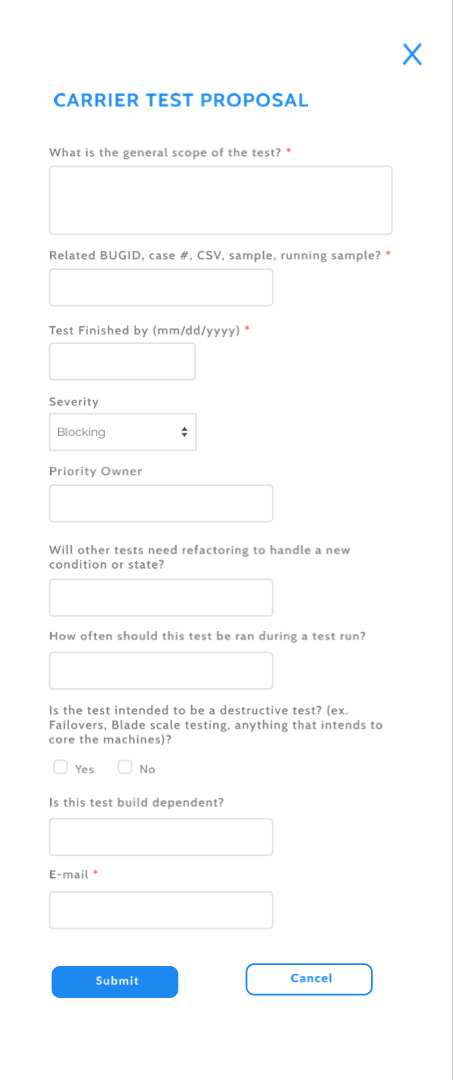 X
CARRIER TEST PROPOSAL
What is the general scope of the test? *
Related BUGID, case #, CSV, sample, running sample? *
Test Finished by (mm/dd/yyyy) *
Severity
Blocking
Priority Owner
Will other tests need refactoring to handle a new
condition or state?
How often should this test be ran during a test run?
Is the test intended to be a destructive test? (ex.
Failovers, Blade scale testing, anything that intends to
core the machines)?
Yes No
Is this test build dependent?
E-mail *
Submit Cancel